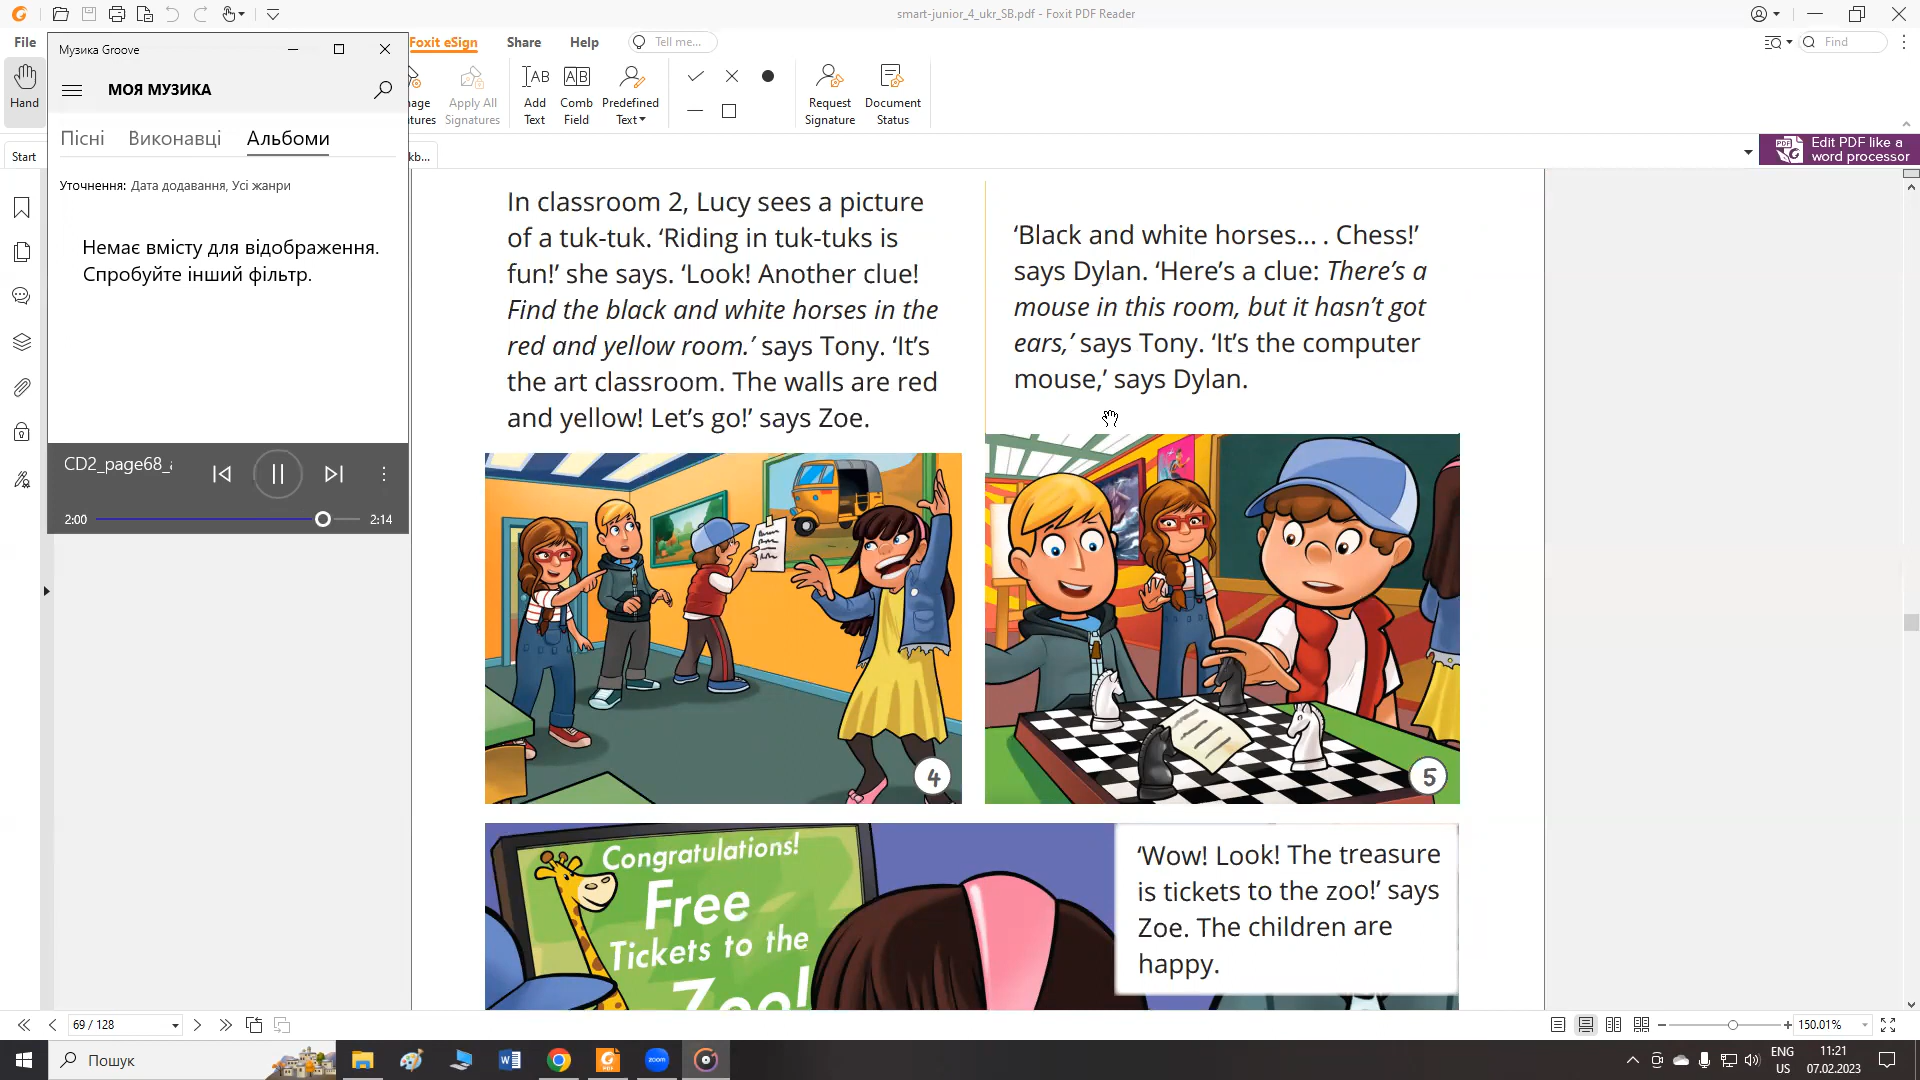 smart-junior_4_ukr_SB.pdf - Foxit PDF Reader
File
Foxit eSign
Share
Help
Tell me...
Find
Музика Groove
МОЯ МУЗИКА
Пісні Виконавці Альбоми
Уточнення: Дата додавання, Усі жанри
Немає вмісту для відображення.
Спробуйте інший фільтр.
CD2_page68_
2:00
2:14
Hand
Apply All
Signatures
Add
Text
AB
Comb
Field
Predefined
Text
Request
Signature
Document
Status
Start
kb...
Edit PDF like a
word processor
In classroom 2, Lucy sees a picture
of a tuk-tuk. ‘Riding in tuk-tuks is
fun!’ she says. ‘Look! Another clue!
Find the black and white horses in the
red and yellow room.’ says Tony. ‘It’s
the art classroom. The walls are red
and yellow! Let’s go!’ says Zoe.
4
‘Black and white horses... . Chess!’
says Dylan. ‘Here’s a clue: There’s a
mouse in this room, but it hasn’t got
ears,’ says Tony. ‘It’s the computer
mouse,’ says Dylan.
5
Congratulations!
Free
Tickets to the
Zoo!
‘Wow! Look! The treasure
is tickets to the zoo!’ says
Zoe. The children are
happy.
69 / 128
150.01%
Пошук
zoom
ENG
US
11:21
07.02.2023